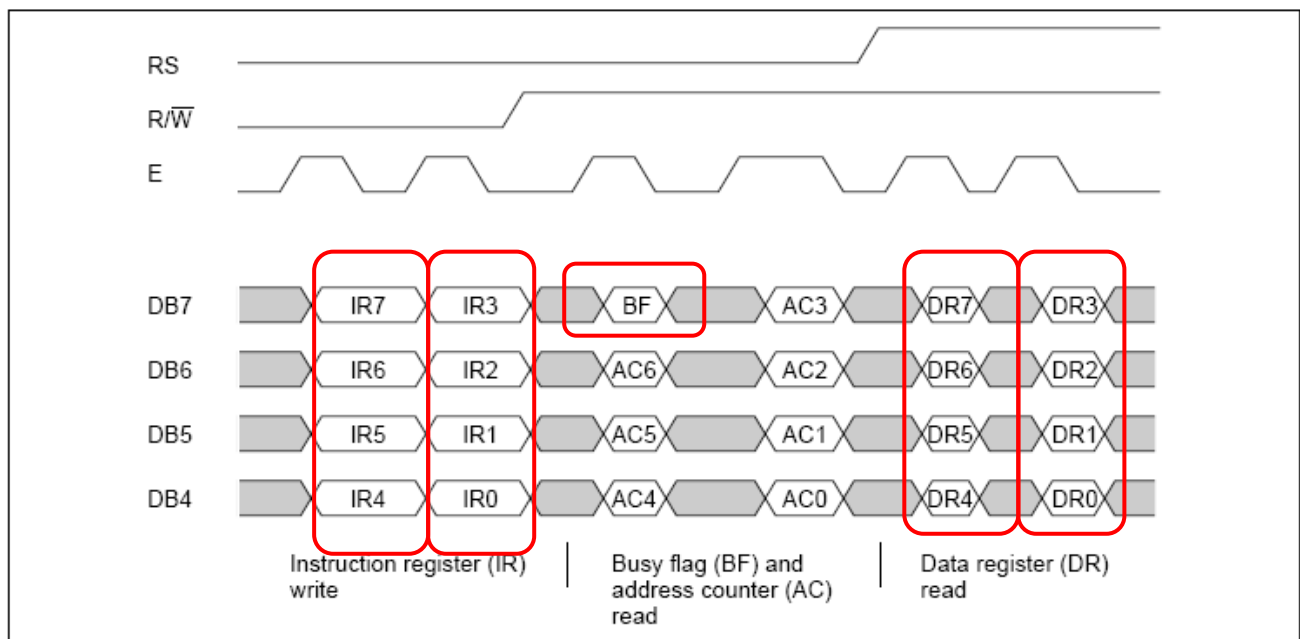 RS
R/W̅
E
DB7 IR7 IR3 BF AC3 DR7 DR3
DB6 IR6 IR2 AC6 AC2 DR6 DR2
DB5 IR5 IR1 AC5 AC1 DR5 DR1
DB4 IR4 IR0 AC4 AC0 DR4 DR0
Instruction register (IR)
write
Busy flag (BF) and
address counter (AC)
read
Data register (DR)
read